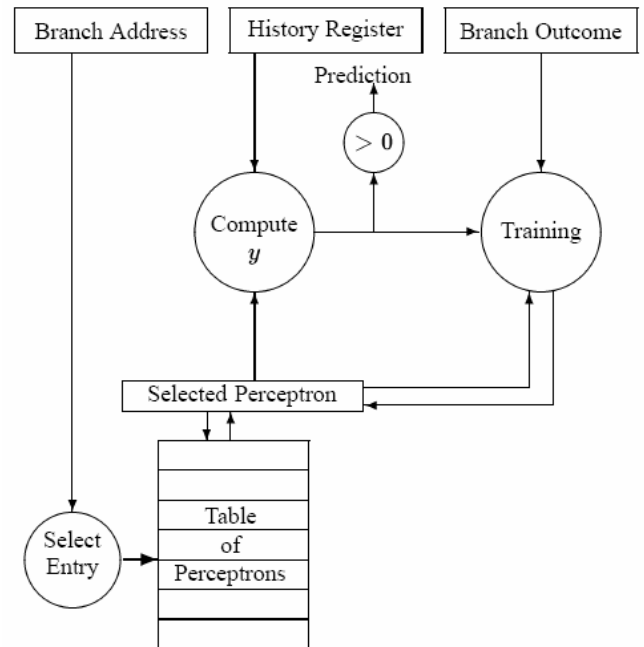 Branch Address
History Register
Branch Outcome
Prediction
> 0
Compute
y
Training
Selected Perceptron
Select
Entry
Table
of
Perceptrons